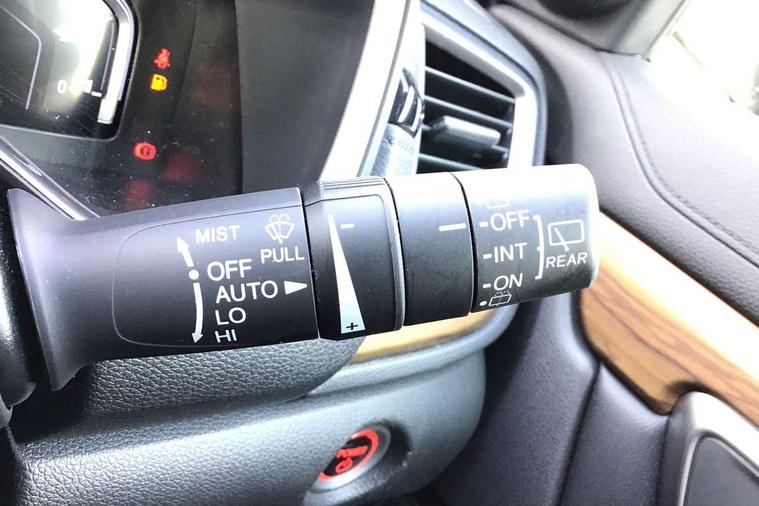 MIST
PULL
OFF
AUTO
LO
HI
-
+
OFF
INT
ON
REAR
POWER